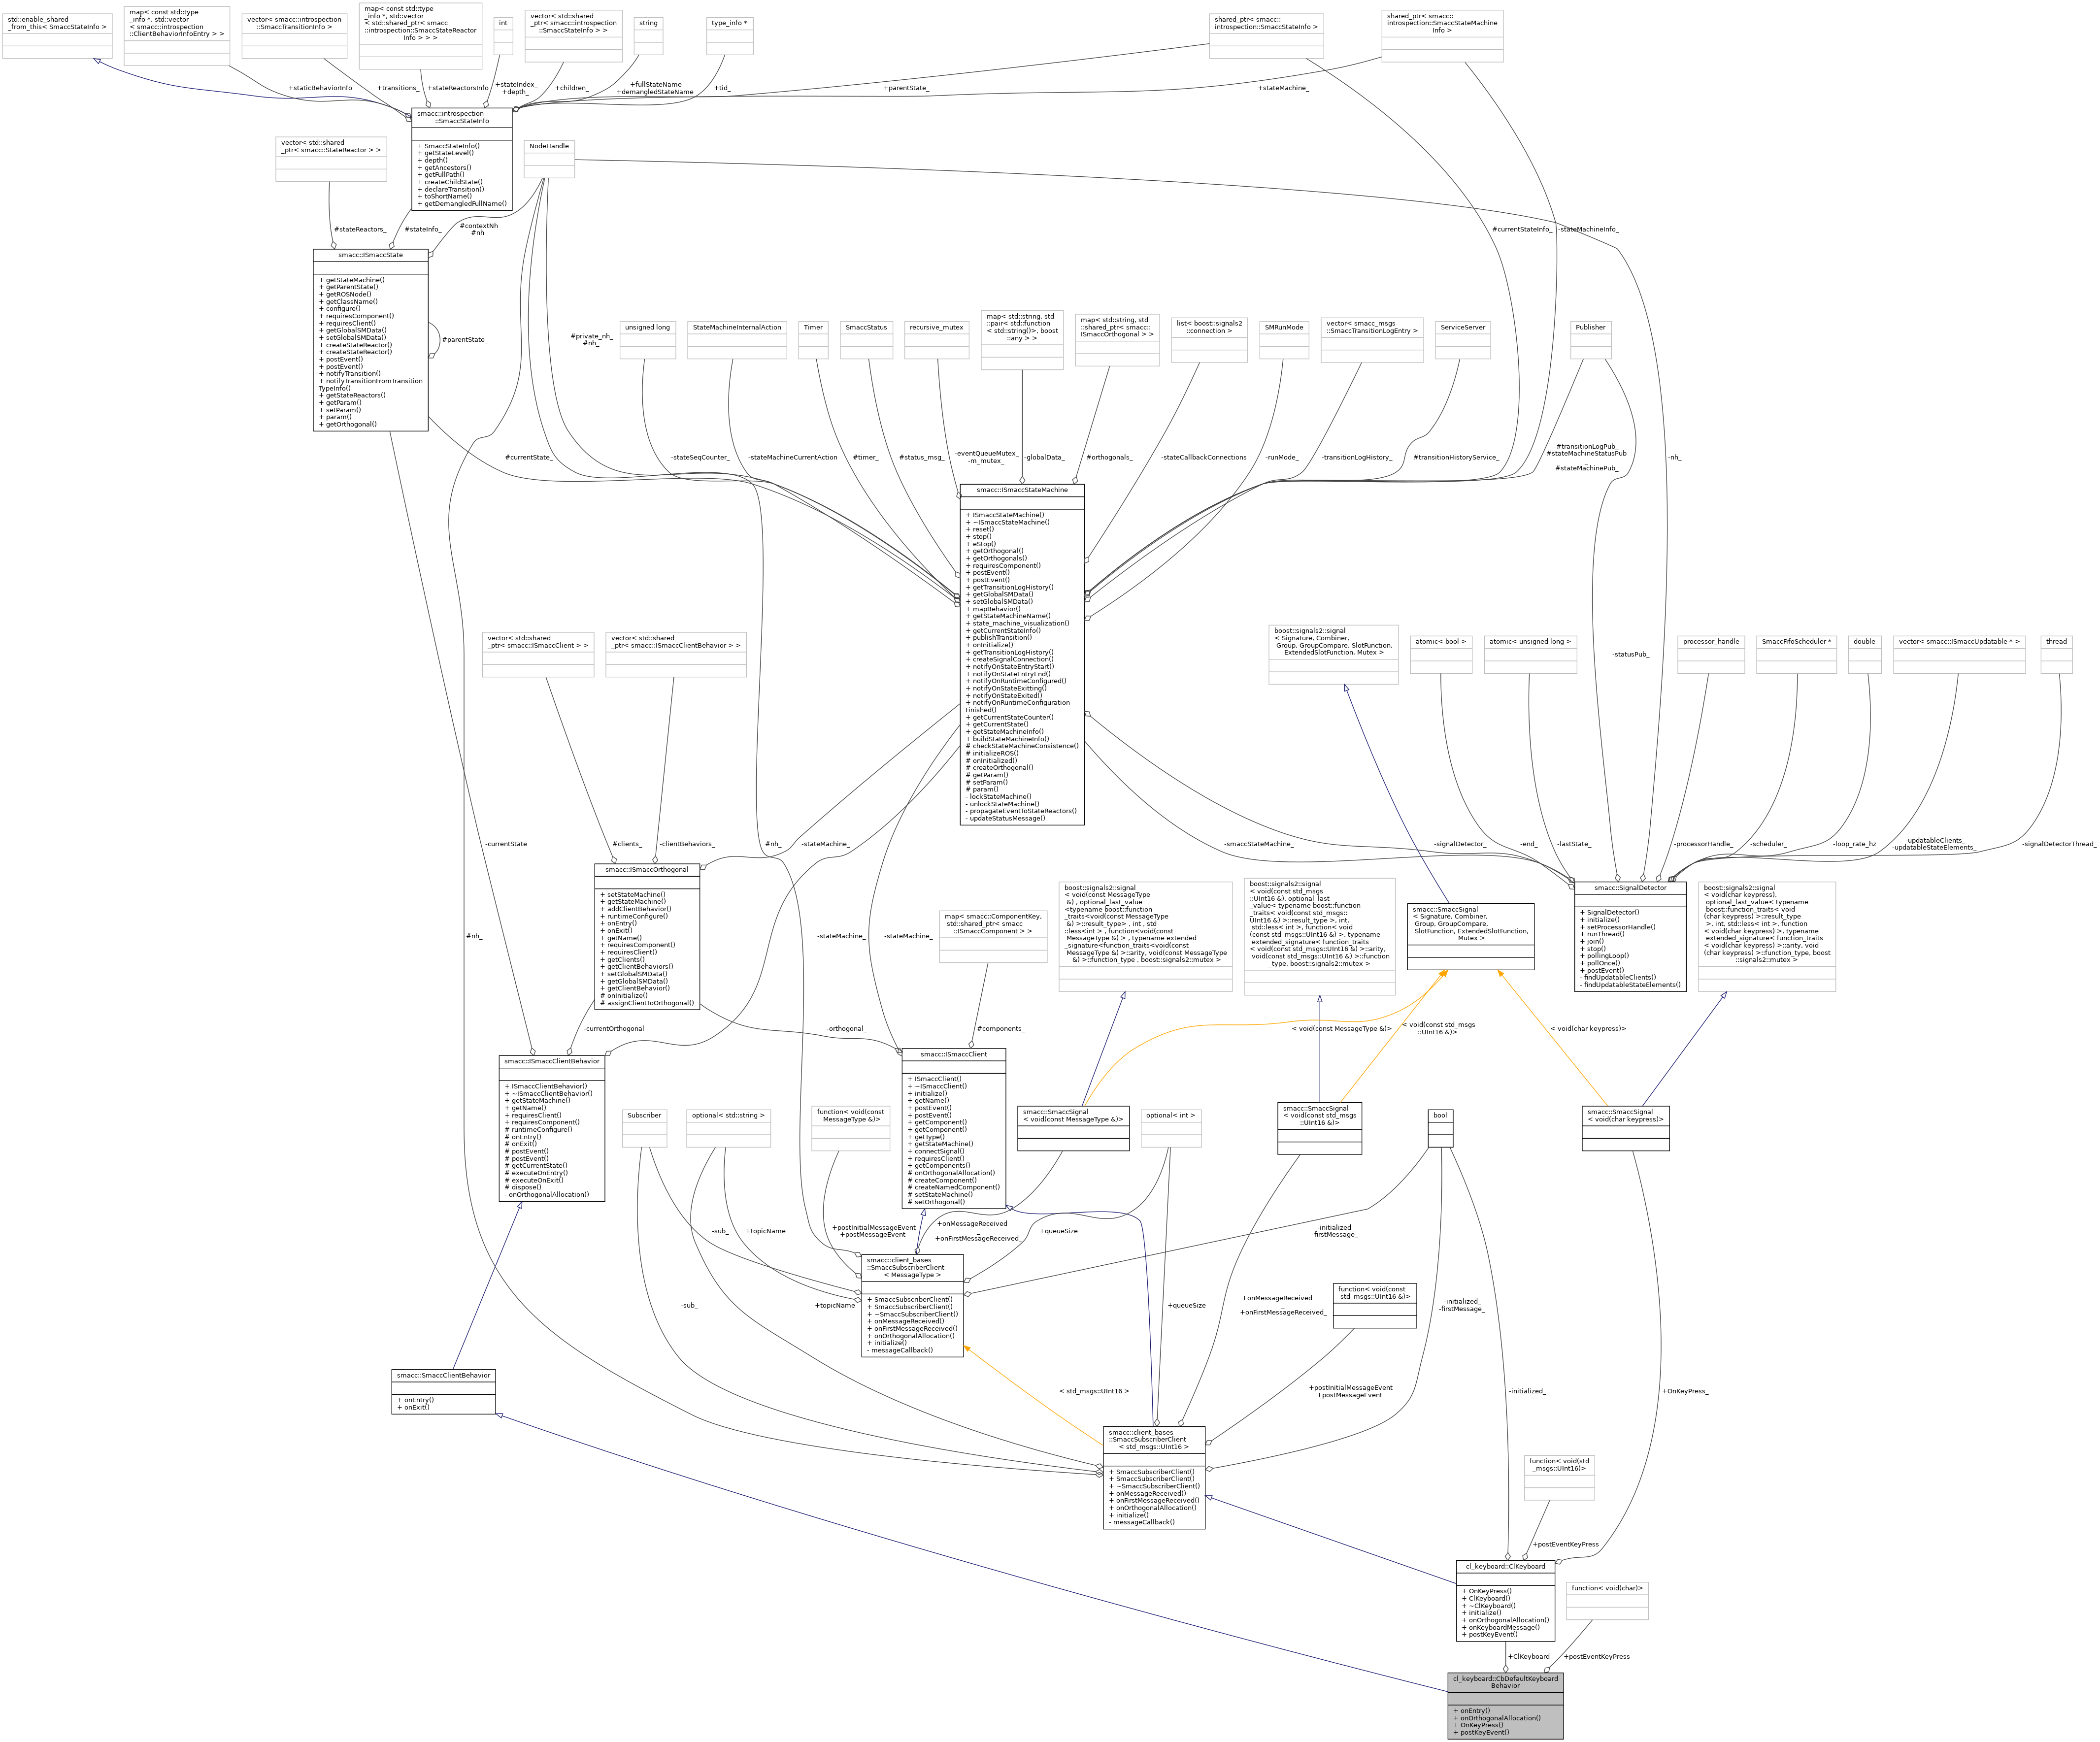 std::enable_shared
_from_this< SmaccStateInfo >
map< const std::type
_info *, std::vector
< smacc::introspection
::ClientBehaviorInfoEntry > >
vector< smacc::introspection
::SmaccTransitionInfo >
map< const std::type
_info *, std::vector
< std::shared_ptr< smacc
::introspection::SmaccStateReactor
Info > > >
int
vector< std::shared
_ptr< smacc::introspection
::SmaccStateInfo > >
string
type_info *
shared_ptr< smacc::
introspection::SmaccStateInfo >
shared_ptr< smacc::
introspection::SmaccStateMachine
Info >
+staticBehaviorInfo
+transitions_
+stateReactorsInfo
+stateIndex_
+depth_
+children_
+fullStateName
+demangledStateName
+tid_
+parentState_
+stateMachine_
smacc::introspection
::SmaccStateInfo
+ SmaccStateInfo()
+ getStateLevel()
+ depth()
+ getAncestors()
+ getFullPath()
+ createChildState()
+ declareTransition()
+ toShortName()
+ getDemangledFullName()
vector< std::shared
_ptr< smacc::StateReactor > >
NodeHandle
#stateReactors_
#stateInfo_
#contextNh
#nh
#currentStateInfo_
-stateMachineInfo_
smacc::ISmaccState
+ getStateMachine()
+ getParentState()
+ getROSNode()
+ getClassName()
+ configure()
+ requiresComponent()
+ requiresClient()
+ getGlobalSMData()
+ setGlobalSMData()
+ createStateReactor()
+ createStateReactor()
+ postEvent()
+ postEvent()
+ notifyTransition()
+ notifyTransitionFromTransition
TypeInfo()
+ getStateReactors()
+ getParam()
+ setParam()
+ param()
+ getOrthogonal()
#parentState_
#private_nh_
#nh_
unsigned long
StateMachineInternalAction
Timer
SmaccStatus
recursive_mutex
map< std::string, std
::pair< std::function
< std::string()>, boost
::any > >
map< std::string, std
::shared_ptr< smacc::
ISmaccOrthogonal > >
list< boost::signals2
::connection >
SMRunMode
vector< smacc_msgs
::SmaccTransitionLogEntry >
ServiceServer
Publisher
#currentState_
-stateSeqCounter_
-stateMachineCurrentAction
#timer_
#status_msg_
-eventQueueMutex_
-m_mutex_
-globalData_
#orthogonals_
-stateCallbackConnections
-runMode_
-transitionLogHistory_
#transitionHistoryService_
#transitionLogPub_
#stateMachineStatusPub
_
#stateMachinePub_
-nh_
smacc::ISmaccStateMachine
+ ISmaccStateMachine()
+ ~ISmaccStateMachine()
+ reset()
+ stop()
+ eStop()
+ getOrthogonal()
+ getOrthogonals()
+ requiresComponent()
+ postEvent()
+ postEvent()
+ getTransitionLogHistory()
+ getGlobalSMData()
+ setGlobalSMData()
+ mapBehavior()
+ getStateMachineName()
+ state_machine_visualization()
+ getCurrentStateInfo()
+ publishTransition()
+ onInitialize()
+ getTransitionLogHistory()
+ createSignalConnection()
+ notifyOnStateEntryStart()
+ notifyOnStateEntryEnd()
+ notifyOnRuntimeConfigured()
+ notifyOnStateExitting()
+ notifyOnStateExited()
+ notifyOnRuntimeConfiguration
Finished()
+ getCurrentStateCounter()
+ getCurrentState()
+ getStateMachineInfo()
+ buildStateMachineInfo()
# checkStateMachineConsistence()
# initializeROS()
# onInitialized()
# createOrthogonal()
# getParam()
# setParam()
# param()
- lockStateMachine()
- unlockStateMachine()
- propagateEventToStateReactors()
- updateStatusMessage()
vector< std::shared
_ptr< smacc::ISmaccClient > >
vector< std::shared
_ptr< smacc::ISmaccClientBehavior > >
boost::signals2::signal
< Signature, Combiner,
Group, GroupCompare, SlotFunction,
ExtendedSlotFunction, Mutex >
atomic< bool >
atomic< unsigned long >
-statusPub_
processor_handle
SmaccFifoScheduler *
double
vector< smacc::ISmaccUpdatable * >
thread
-currentState
#clients_
-clientBehaviors_
#nh_
-stateMachine_
-smaccStateMachine_
-signalDetector_
-end_
-lastState_
-processorHandle_
-scheduler_
-loop_rate_hz
-updatableClients_
-updatableStateElements_
-signalDetectorThread_
smacc::ISmaccOrthogonal
+ setStateMachine()
+ getStateMachine()
+ addClientBehavior()
+ runtimeConfigure()
+ onEntry()
+ onExit()
+ getName()
+ requiresComponent()
+ requiresClient()
+ getClients()
+ getClientBehaviors()
+ setGlobalSMData()
+ getGlobalSMData()
+ getClientBehavior()
# onInitialize()
# assignClientToOrthogonal()
#nh_
-stateMachine_
-stateMachine_
map< smacc::ComponentKey,
std::shared_ptr< smacc
::ISmaccComponent > >
boost::signals2::signal
< void(const MessageType
&) , optional_last_value
<typename boost::function
_traits<void(const MessageType
&) >::result_type> , int , std
::less<int > , function<void(const
MessageType &) > , typename extended
_signature<function_traits<void(const
MessageType &) >::arity, void(const MessageType
&) >::function_type , boost::signals2::mutex >
boost::signals2::signal
< void(const std_msgs
::UInt16 &), optional_last
_value< typename boost::function
_traits< void(const std_msgs::
UInt16 &) >::result_type >, int,
std::less< int >, function< void
(const std_msgs::UInt16 &) >, typename
extended_signature< function_traits
< void(const std_msgs::UInt16 &) >::arity,
void(const std_msgs::UInt16 &) >::function
_type, boost::signals2::mutex >
smacc::SmaccSignal
< Signature, Combiner,
Group, GroupCompare,
SlotFunction, ExtendedSlotFunction,
Mutex >
smacc::SignalDetector
+ SignalDetector()
+ initialize()
+ setProcessorHandle()
+ runThread()
+ join()
+ stop()
+ pollingLoop()
+ pollOnce()
+ postEvent()
- findUpdatableClients()
- findUpdatableStateElements()
boost::signals2::signal
< void(char keypress),
optional_last_value< typename
boost::function_traits< void
(char keypress) >::result_type
>, int, std::less< int >, function
< void(char keypress) >, typename
extended_signature< function_traits
< void(char keypress) >::arity, void
(char keypress) >::function_type, boost
::signals2::mutex >
-currentOrthogonal
-orthogonal_
#components_
< void(const MessageType &)>
< void(const std_msgs
::UInt16 &)>
< void(char keypress)>
smacc::ISmaccClientBehavior
+ ISmaccClientBehavior()
+ ~ISmaccClientBehavior()
+ getStateMachine()
+ getName()
+ requiresClient()
+ requiresComponent()
# runtimeConfigure()
# onEntry()
# onExit()
# postEvent()
# postEvent()
# getCurrentState()
# executeOnEntry()
# executeOnExit()
# dispose()
- onOrthogonalAllocation()
Subscriber
optional< std::string >
function< void(const
MessageType &)>
smacc::ISmaccClient
+ ISmaccClient()
+ ~ISmaccClient()
+ initialize()
+ getName()
+ postEvent()
+ postEvent()
+ getComponent()
+ getComponent()
+ getType()
+ getStateMachine()
+ connectSignal()
+ requiresClient()
+ getComponents()
# onOrthogonalAllocation()
# createComponent()
# createNamedComponent()
# setStateMachine()
# setOrthogonal()
smacc::SmaccSignal
< void(const MessageType &)>
optional< int >
smacc::SmaccSignal
< void(const std_msgs
::UInt16 &)>
bool
smacc::SmaccSignal
< void(char keypress)>
-sub_
+topicName
+postInitialMessageEvent
+postMessageEvent
+onMessageReceived
_
+onFirstMessageReceived_
+queueSize
-initialized_
-firstMessage_
smacc::client_bases
::SmaccSubscriberClient
< MessageType >
+ SmaccSubscriberClient()
+ SmaccSubscriberClient()
+ ~SmaccSubscriberClient()
+ onMessageReceived()
+ onFirstMessageReceived()
+ onOrthogonalAllocation()
+ initialize()
- messageCallback()
-sub_
+topicName
+queueSize
+onMessageReceived
_
+onFirstMessageReceived_
function< void(const
std_msgs::UInt16 &)>
-initialized_
-firstMessage_
smacc::SmaccClientBehavior
+ onEntry()
+ onExit()
< std_msgs::UInt16 >
+postInitialMessageEvent
+postMessageEvent
-initialized_
+OnKeyPress_
smacc::client_bases
::SmaccSubscriberClient
< std_msgs::UInt16 >
+ SmaccSubscriberClient()
+ SmaccSubscriberClient()
+ ~SmaccSubscriberClient()
+ onMessageReceived()
+ onFirstMessageReceived()
+ onOrthogonalAllocation()
+ initialize()
- messageCallback()
function< void(std
_msgs::UInt16)>
+postEventKeyPress
cl_keyboard::ClKeyboard
+ OnKeyPress()
+ ClKeyboard()
+ ~ClKeyboard()
+ initialize()
+ onOrthogonalAllocation()
+ onKeyboardMessage()
+ postKeyEvent()
function< void(char)>
+ClKeyboard_
+postEventKeyPress
cl_keyboard::CbDefaultKeyboard
Behavior
+ onEntry()
+ onOrthogonalAllocation()
+ OnKeyPress()
+ postKeyEvent()